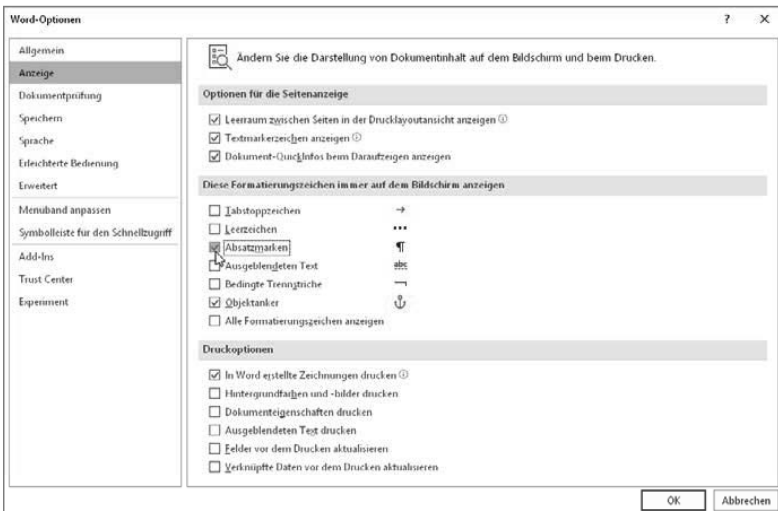 Word-Optionen ? X
Allgemein
Anzeige
Dokumentprüfung
Speichern
Sprache
Erleichterte Bedienung
Erweitert
Menüband anpassen
Symbolleiste für den Schnellzugriff
Add-Ins
Trust Center
Experiment
Ändern Sie die Darstellung von Dokumentinhalt auf dem Bildschirm und beim Drucken.
Optionen für die Seitenanzeige
Leerraum zwischen Seiten in der Drucklayoutansicht anzeigen
Textmarkerzeichen anzeigen
Dokument-QuickInfos beim Daraufzeigen anzeigen
Diese Formatierungszeichen immer auf dem Bildschirm anzeigen
Tabstoppzeichen →
Leerzeichen •••
Absatzmarken ¶
Ausgeblendeten Text abc
Bedingte Trennstriche ¬
Objektanker
Alle Formatierungszeichen anzeigen
Druckoptionen
In Word erstellte Zeichnungen drucken
Hintergrundfarben und -bilder drucken
Dokumenteigenschaften drucken
Ausgeblendeten Text drucken
Felder vor dem Drucken aktualisieren
Verknüpfte Daten vor dem Drucken aktualisieren
OK Abbrechen